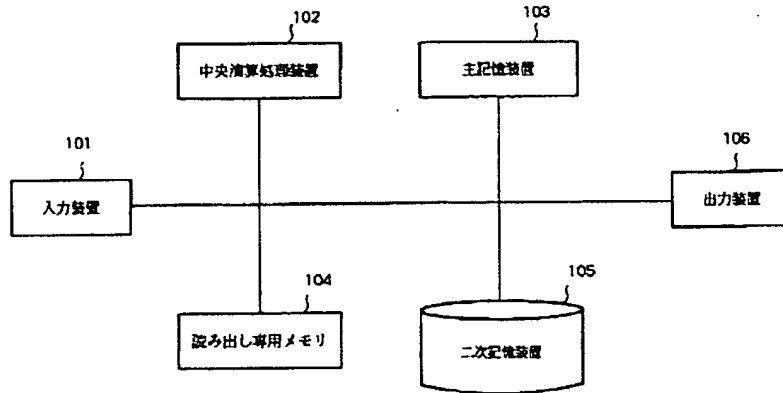 102
103
中央演算処理装置
主記憶装置
101
106
入力装置
出力装置
104
105
読み出し専用メモリ
二次記憶装置